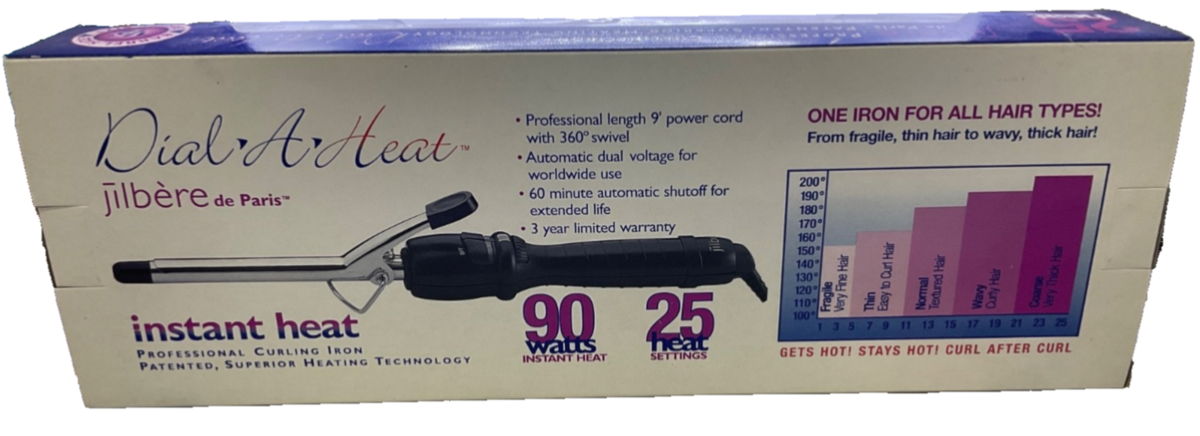 Dial·A·Heat™
jilbère de Paris™
• Professional length 9' power cord
with 360° swivel
• Automatic dual voltage for
worldwide use
• 60 minute automatic shutoff for
extended life
• 3 year limited warranty
instant heat
PROFESSIONAL CURLING IRON
PATENTED, SUPERIOR HEATING TECHNOLOGY
90
watts
INSTANT HEAT
25
heat
SETTINGS
ONE IRON FOR ALL HAIR TYPES!
From fragile, thin hair to wavy, thick hair!
200°
190°
180°
170°
160°
150°
140°
130°
120°
110°
100°
Fragile
Very Fine Hair
Thin
Easy to Curl Hair
Normal
Textured Hair
Wavy
Curly Hair
Coarse
Very Thick Hair
1 3 5 7 9 11 13 15 17 19 21 23 25
GETS HOT! STAYS HOT! CURL AFTER CURL